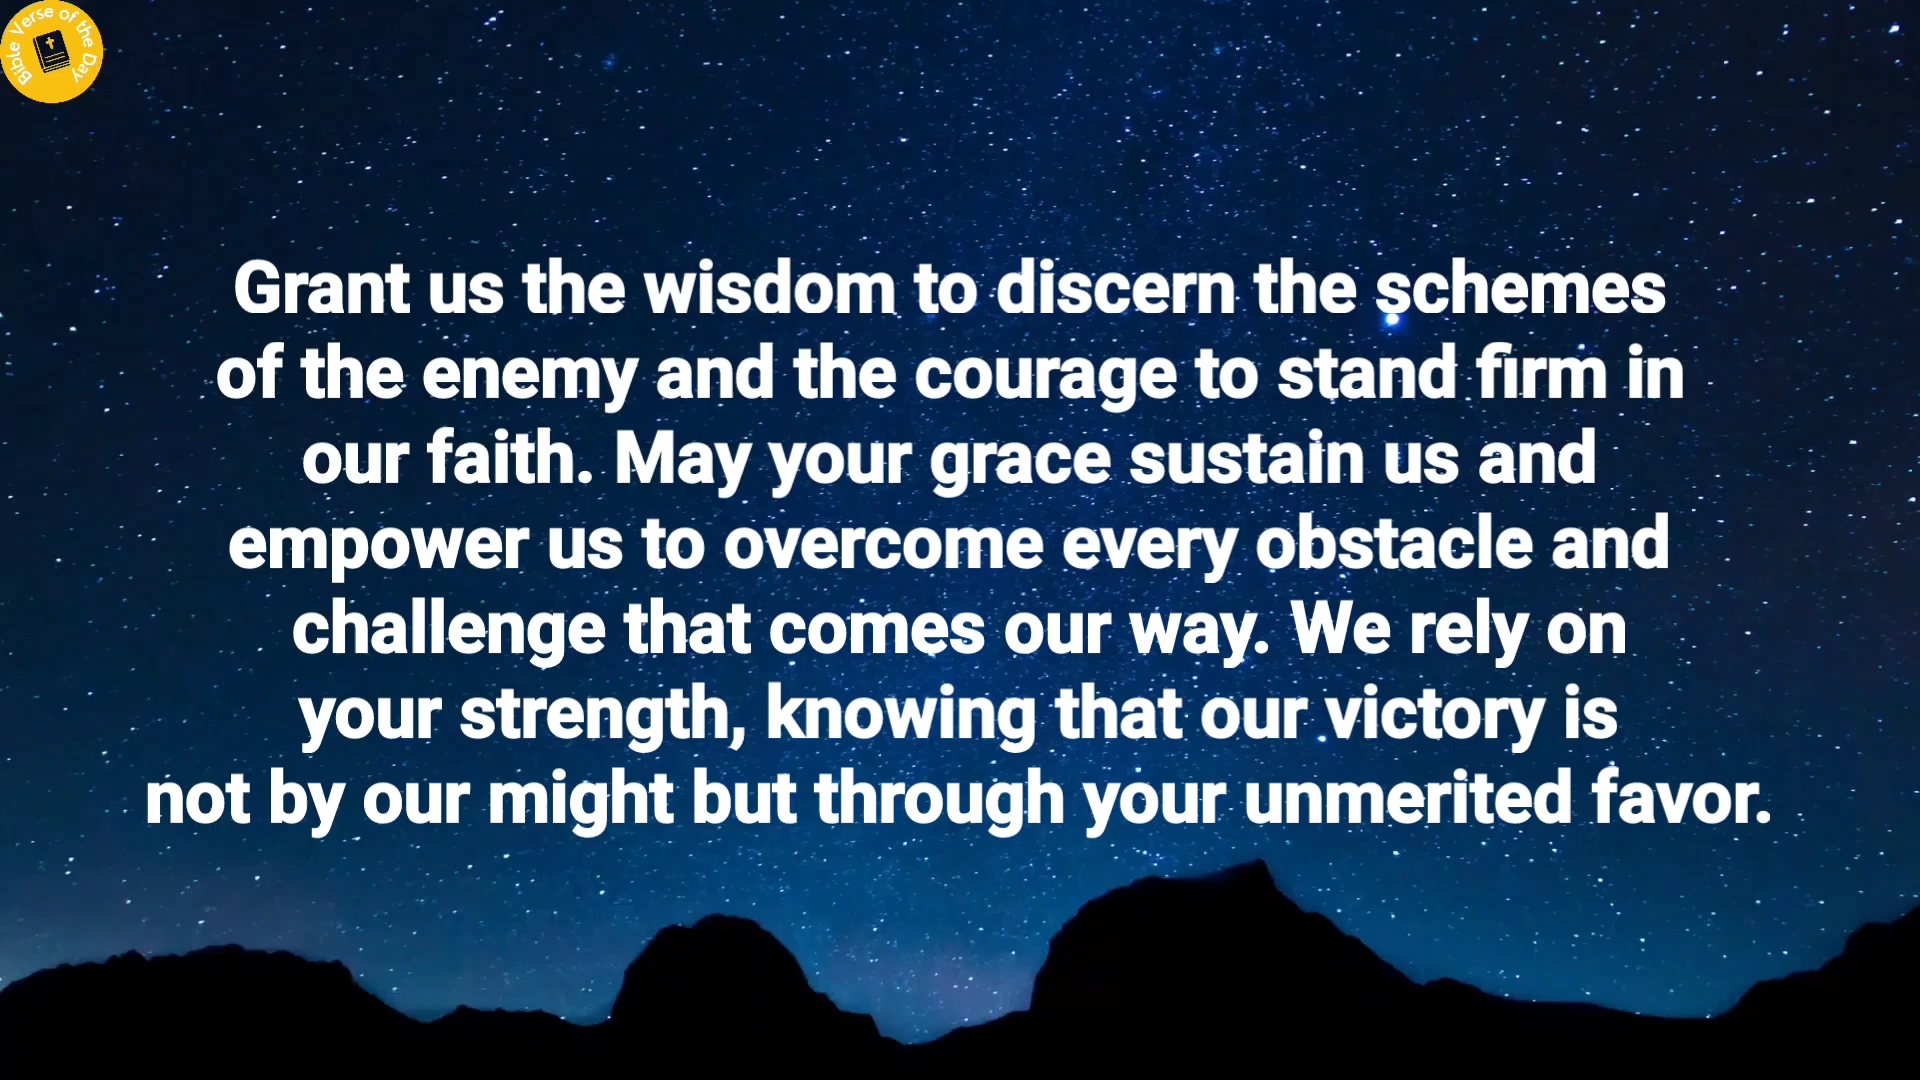 Bible Verse of the Day
Grant us the wisdom to discern the schemes
of the enemy and the courage to stand firm in
our faith. May your grace sustain us and
empower us to overcome every obstacle and
challenge that comes our way. We rely on
your strength, knowing that our victory is
not by our might but through your unmerited favor.